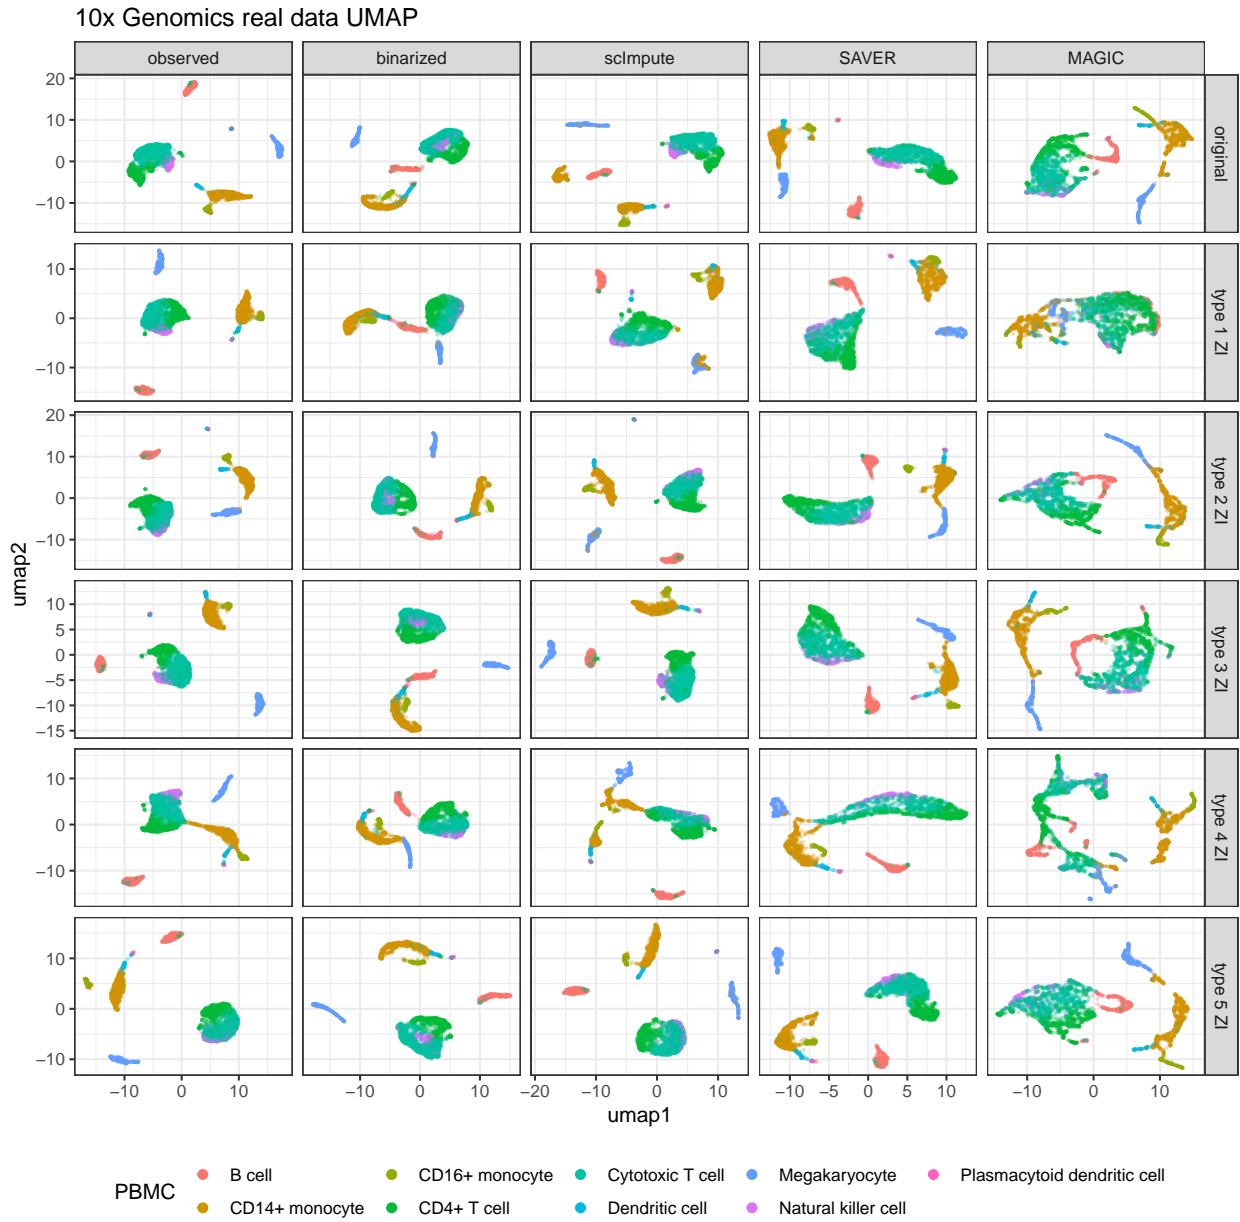 10x Genomics real data UMAP
observed binarized scImpute SAVER MAGIC
20
10
0
−10
original
10
0
−10
type 1 ZI
20
10
0
−10
type 2 ZI
10
5
0
−5
−10
−15
type 3 ZI
10
0
−10
type 4 ZI
10
0
−10
type 5 ZI
umap2
−10 0 10 −10 0 10 −20 −10 0 10 −10 −5 0 5 10 −10 0 10
umap1
PBMC
B cell CD16+ monocyte Cytotoxic T cell Megakaryocyte Plasmacytoid dendritic cell
CD14+ monocyte CD4+ T cell Dendritic cell Natural killer cell